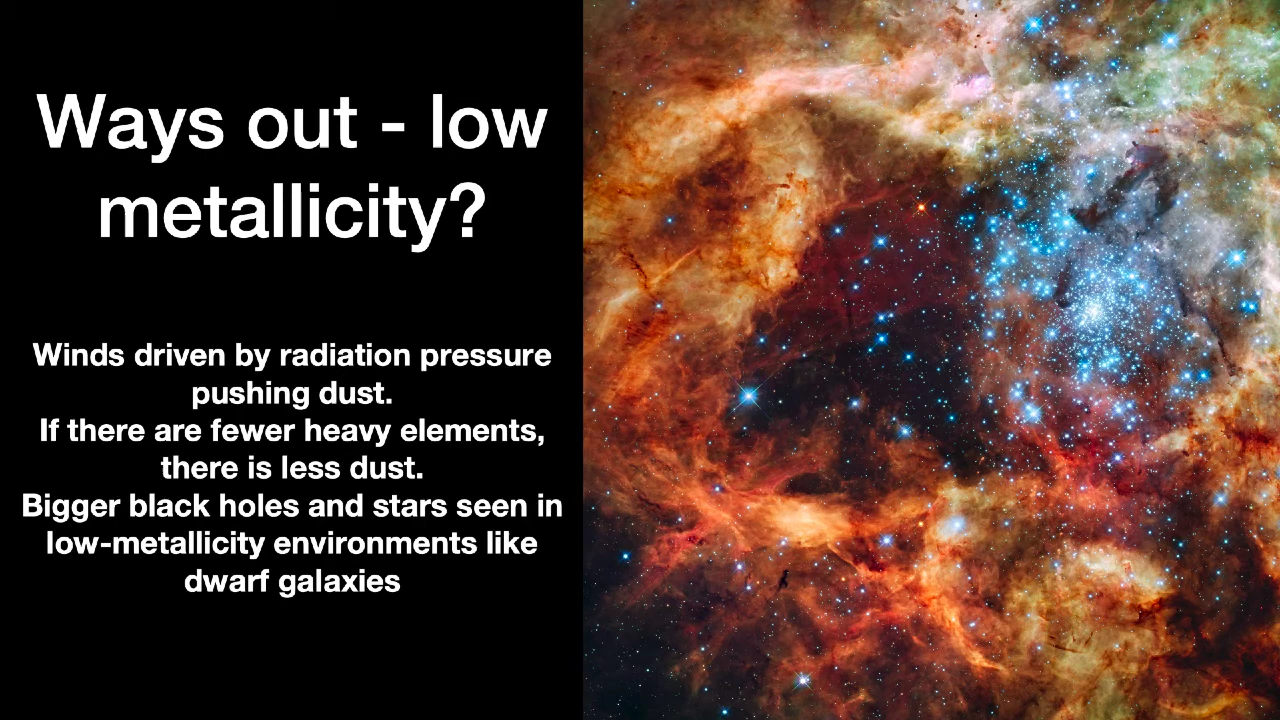 Ways out - low
metallicity?
Winds driven by radiation pressure
pushing dust.
If there are fewer heavy elements,
there is less dust.
Bigger black holes and stars seen in
low-metallicity environments like
dwarf galaxies